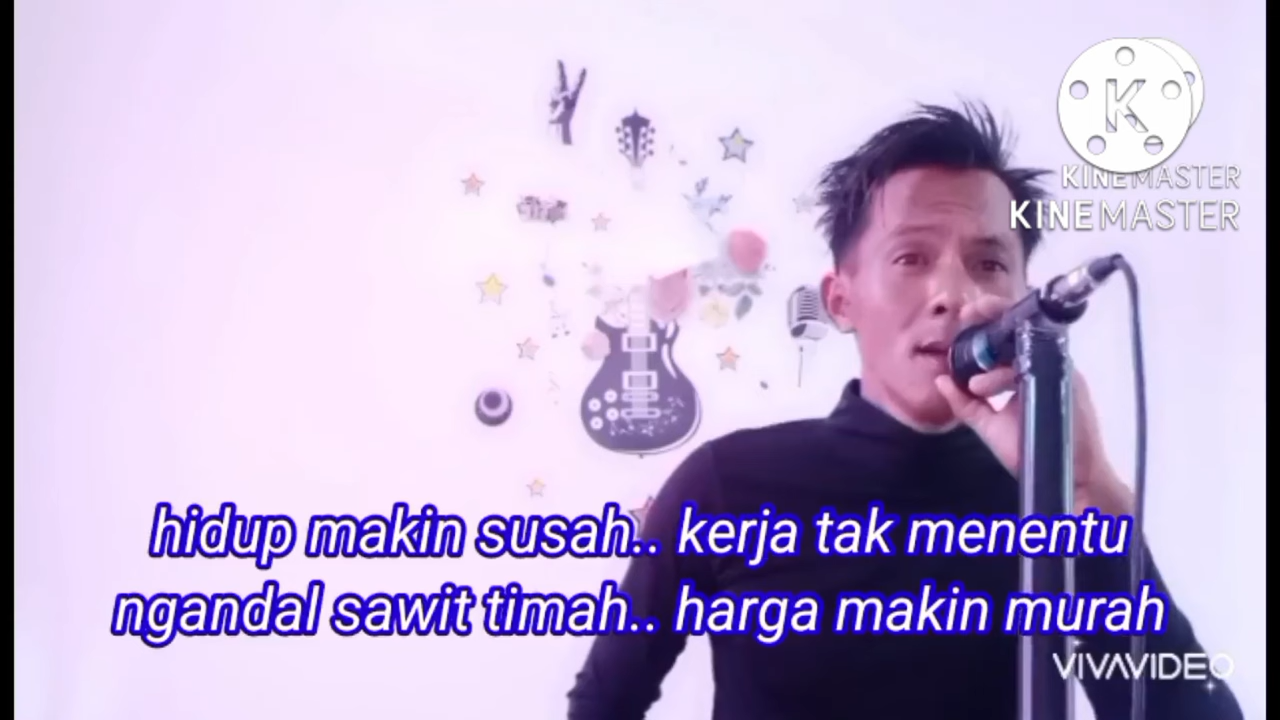 K
KINEMASTER
KINEMASTER
hidup makin susah.. kerja tak menentu
ngandal sawit timah.. harga makin murah
VIVAVIDEO